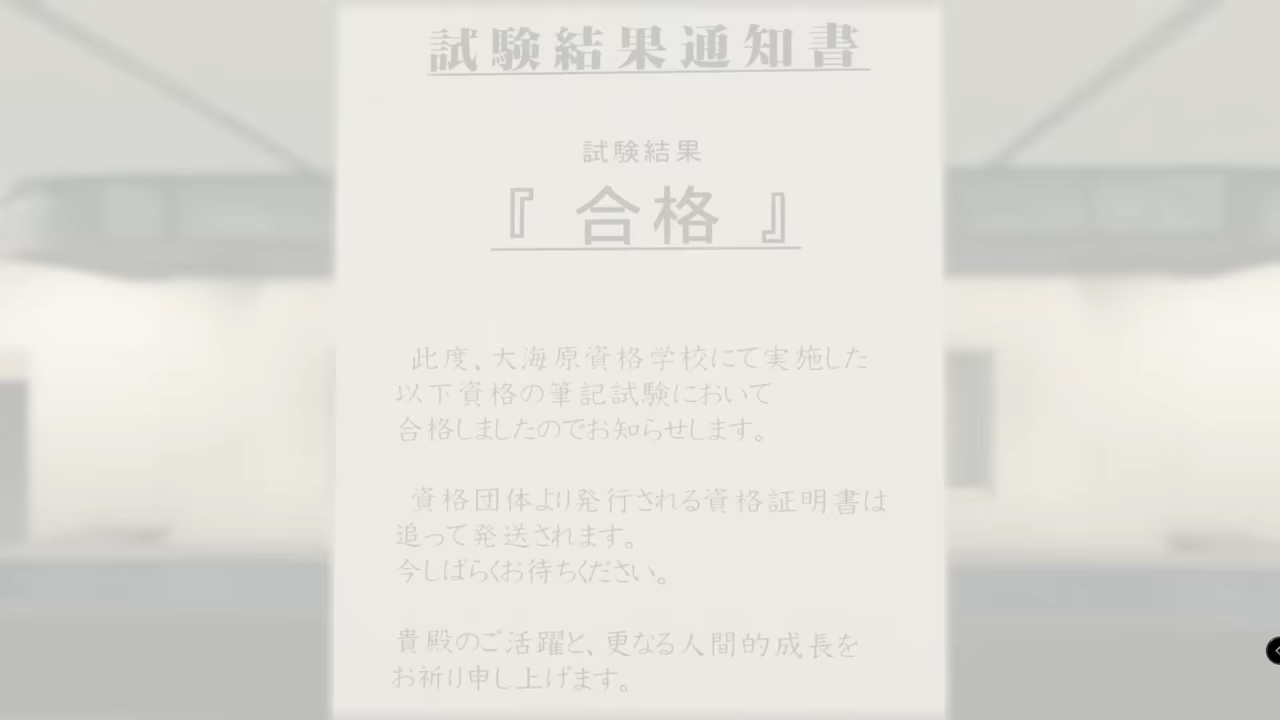 試験結果通知書
試験結果
『 合格 』
此度、大海原資格学校にて実施した
以下資格の筆記試験において
合格しましたのでお知らせします。
資格団体より発行される資格証明書は
追って発送されます。
今しばらくお待ちください。
貴殿のご活躍と、更なる人間的成長を
お祈り申し上げます。